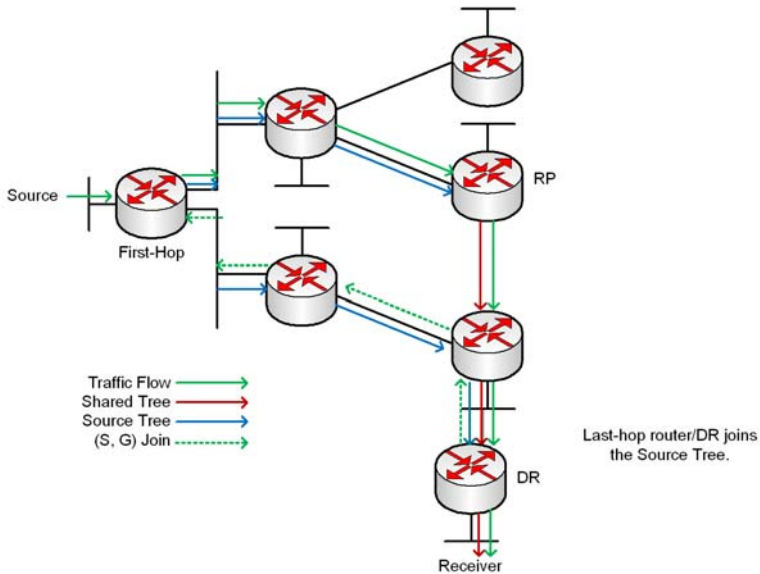 RP
Source
First-Hop
Traffic Flow
Shared Tree
Source Tree
(S, G) Join
Last-hop router/DR joins
the Source Tree.
DR
Receiver